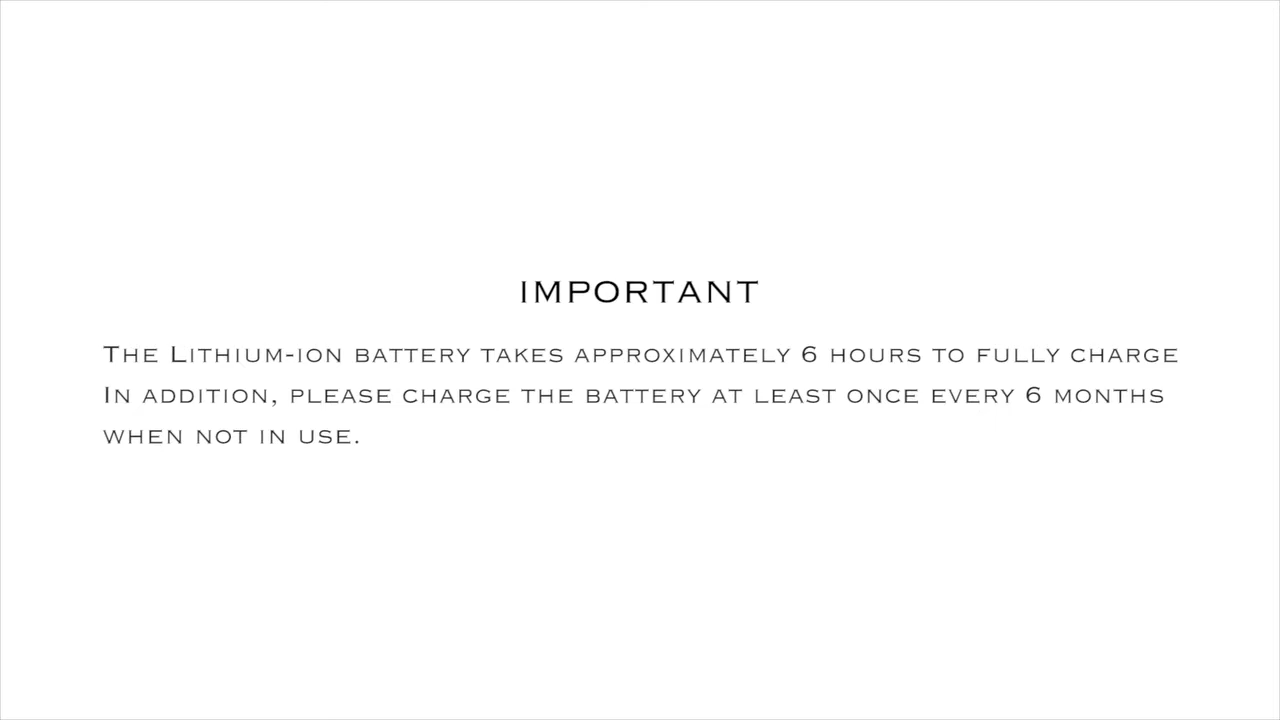 IMPORTANT
The Lithium-ion battery takes approximately 6 hours to fully charge
In addition, please charge the battery at least once every 6 months
when not in use.